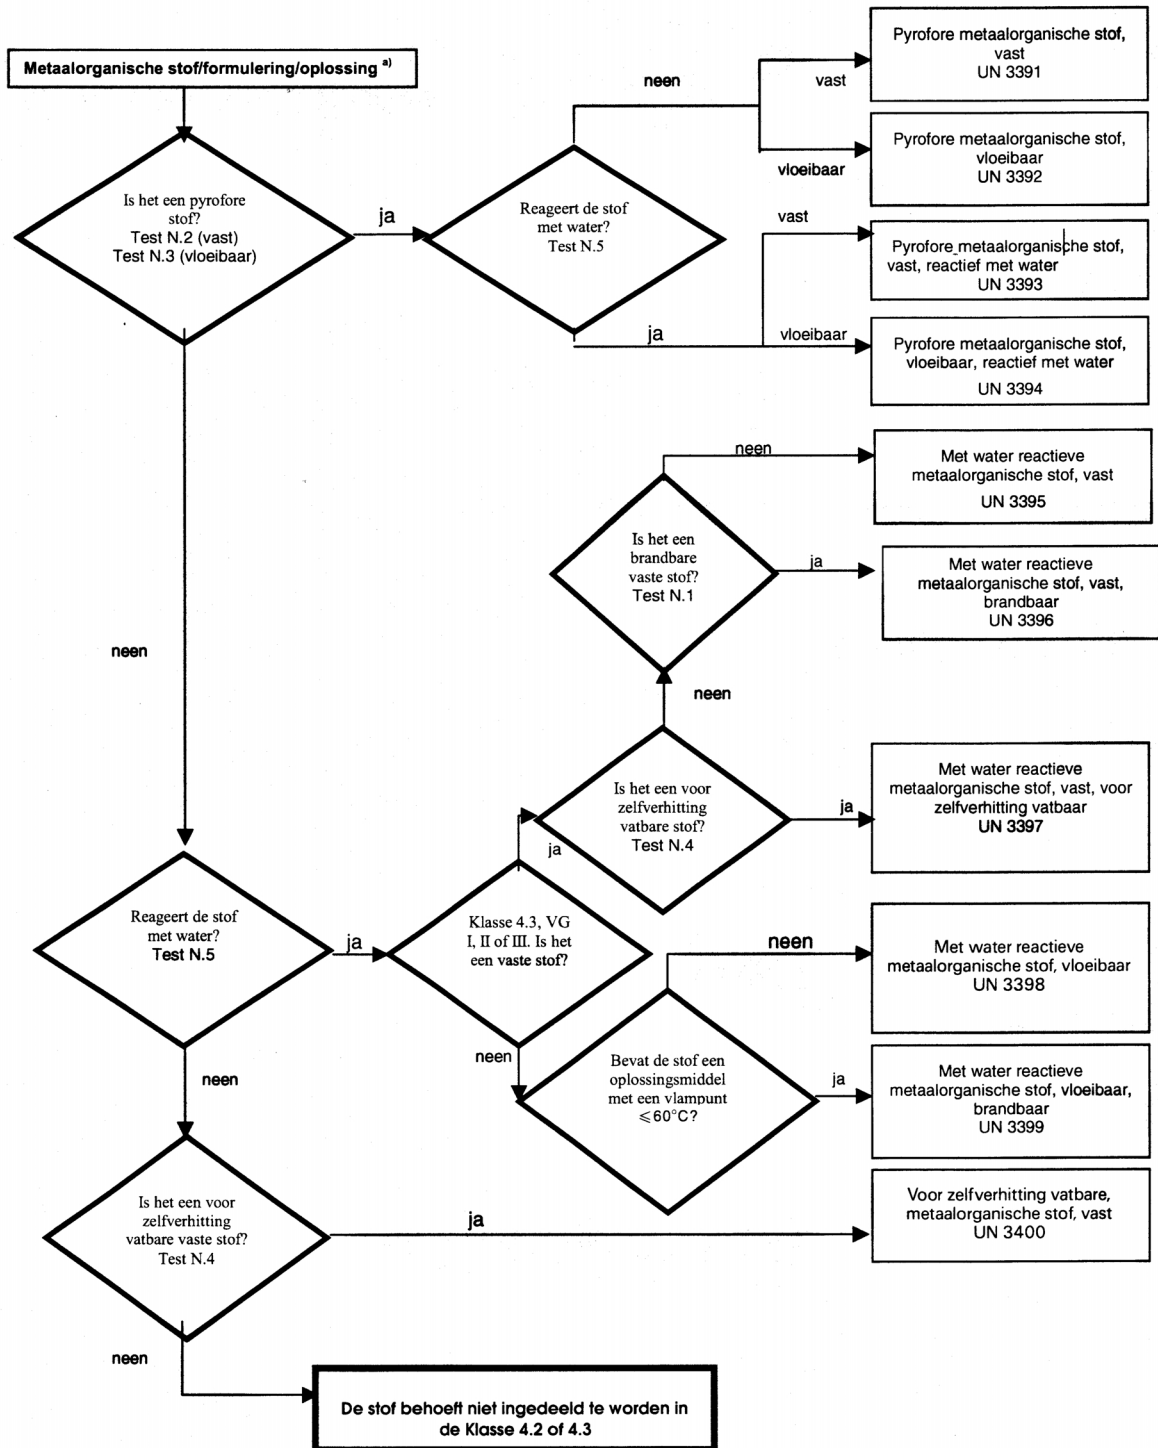 Metaalorganische stof/formulering/oplossing a)
Is het een pyrofore
stof?
Test N.2 (vast)
Test N.3 (vloeibaar)
ja
Reageert de stof
met water?
Test N.5
neen
vast
Pyrofore metaalorganische stof,
vast
UN 3391
vloeibaar
Pyrofore metaalorganische stof,
vloeibaar
UN 3392
ja
vast
Pyrofore metaalorganische stof,
vast, reactief met water
UN 3393
vloeibaar
Pyrofore metaalorganische stof,
vloeibaar, reactief met water
UN 3394
neen
Reageert de stof
met water?
Test N.5
ja
Klasse 4.3, VG
I, II of III. Is het
een vaste stof?
ja
Is het een voor
zelfverhitting
vatbare stof?
Test N.4
neen
Is het een
brandbare
vaste stof?
Test N.1
neen
Met water reactieve
metaalorganische stof, vast
UN 3395
ja
Met water reactieve
metaalorganische stof, vast,
brandbaar
UN 3396
ja
Met water reactieve
metaalorganische stof, vast, voor
zelfverhitting vatbaar
UN 3397
neen
Bevat de stof een
oplossingsmiddel
met een vlampunt
⩽60°C?
neen
Met water reactieve
metaalorganische stof, vloeibaar
UN 3398
ja
Met water reactieve
metaalorganische stof, vloeibaar,
brandbaar
UN 3399
neen
Is het een voor
zelfverhitting
vatbare vaste stof?
Test N.4
ja
Voor zelfverhitting vatbare,
metaalorganische stof, vast
UN 3400
neen
De stof behoeft niet ingedeeld te worden in
de Klasse 4.2 of 4.3